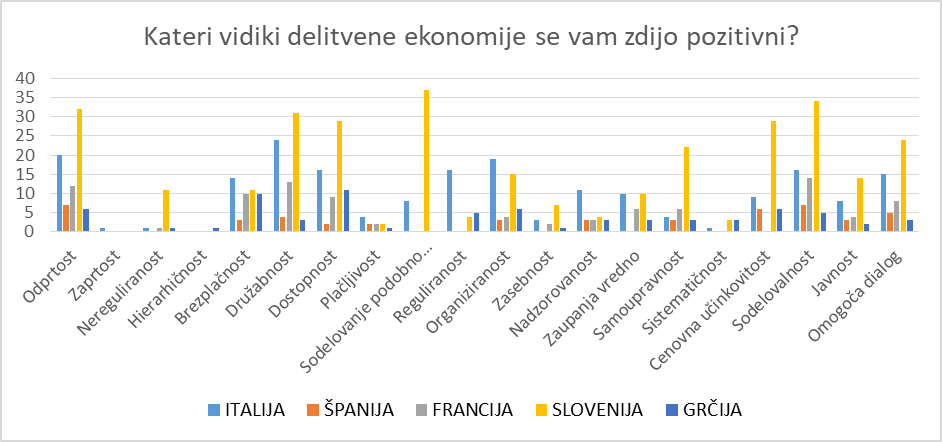 Kateri vidiki delitvene ekonomije se vam zdijo pozitivni?
40
35
30
25
20
15
10
5
0
Odprtost
Zaprtost
Nereguliranost
Hierarhičnost
Brezplačnost
Družabnost
Dostopnost
Plačljivost
Sodelovanje podobno…
Reguliranost
Organiziranost
Zasebnost
Nadzorovanost
Zaupanja vredno
Samoupravnost
Sistematičnost
Cenovna učinkovitost
Sodelovalnost
Javnost
Omogoča dialog
ITALIJA ŠPANIJA FRANCIJA SLOVENIJA GRČIJA